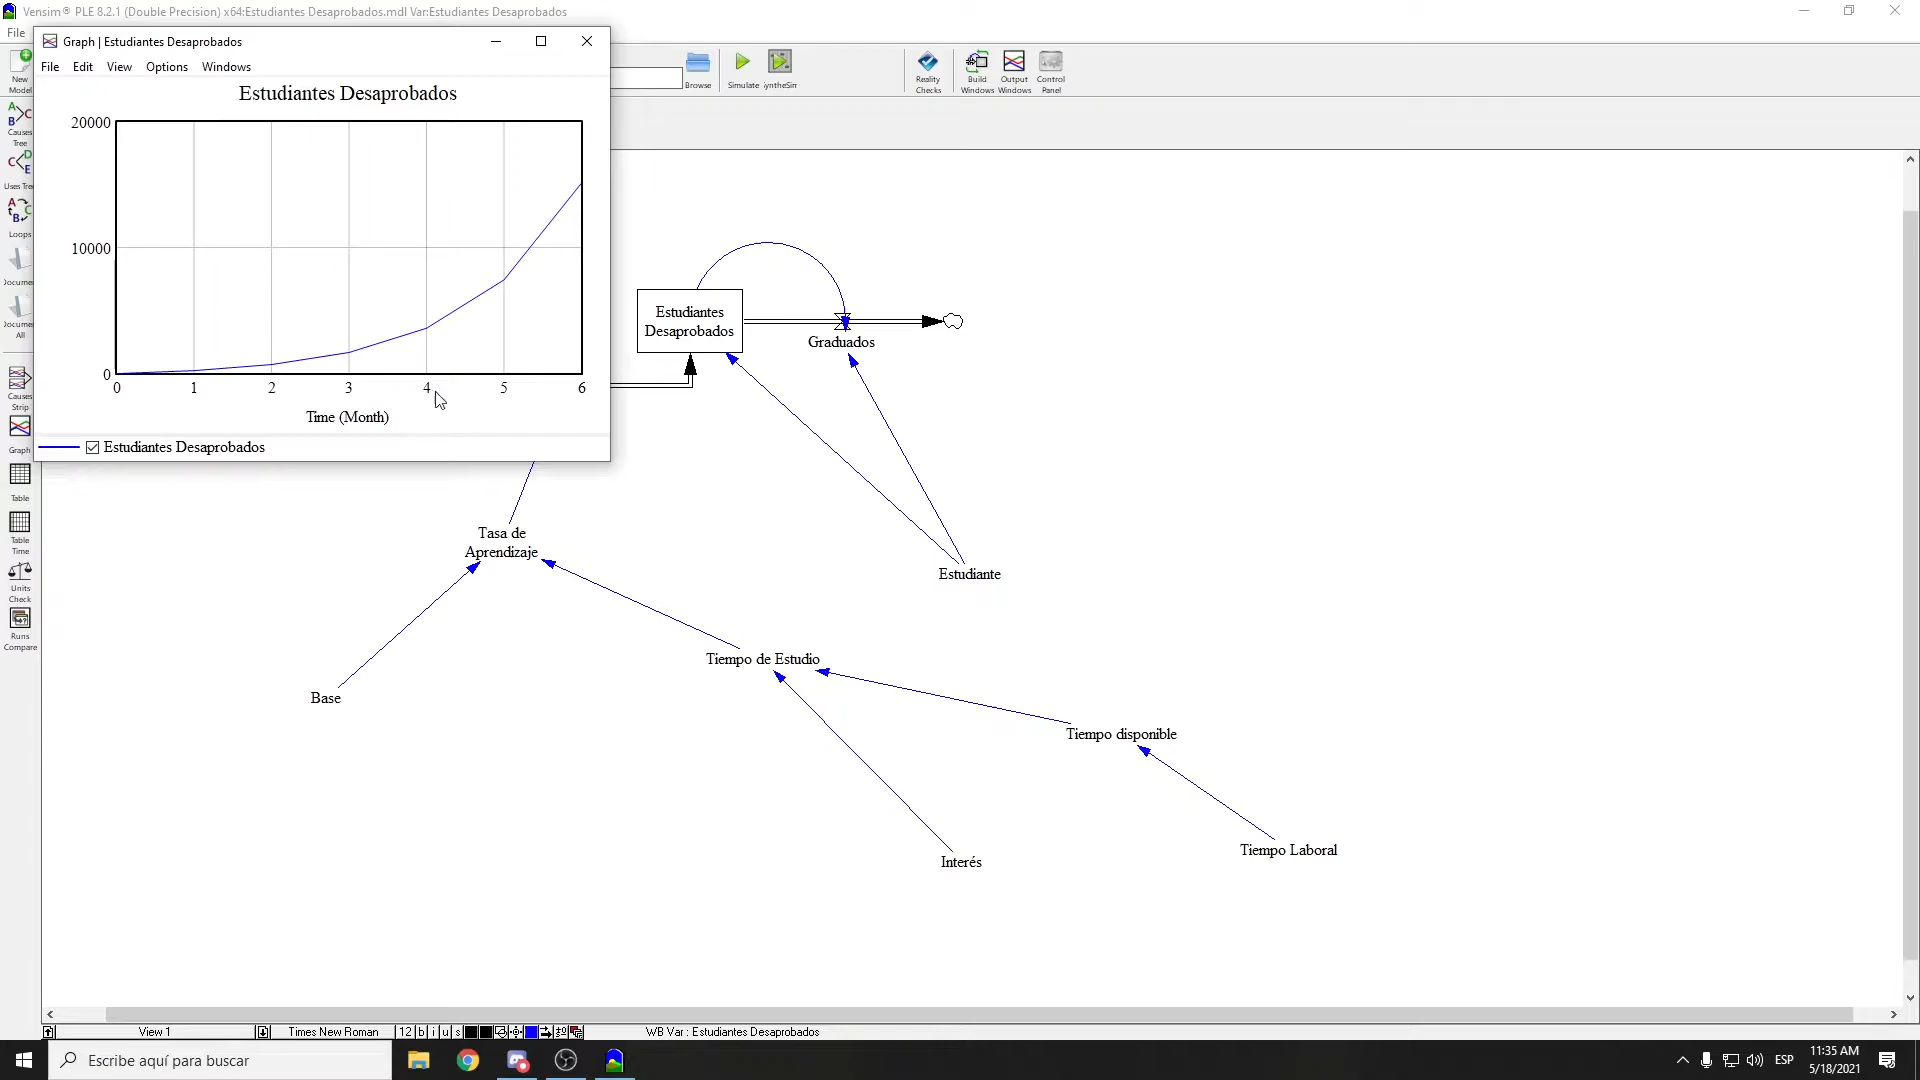 Vensim® PLE 8.2.1 (Double Precision) x64:Estudiantes Desaprobados.mdl Var:Estudiantes Desaprobados
File
Graph | Estudiantes Desaprobados
File Edit View Options Windows
New
Model
Browse
Simulate
Reality
Checks
Build
Windows
Output
Windows
Control
Panel
A B C
Causes
Tree
C D E
Uses Tree
A B C
Loops
Document
Document
All
Causes
Strip
Graph
Table
Table
Time
Units
Check
Runs
Compare
Estudiantes Desaprobados
20000
10000
0
0 1 2 3 4 5 6
Time (Month)
Estudiantes Desaprobados
Estudiantes
Desaprobados
Graduados
Tasa de
Aprendizaje
Estudiante
Tiempo de Estudio
Base
Tiempo disponible
Interés
Tiempo Laboral
View 1
Times New Roman
12 b i u s
WB Var : Estudiantes Desaprobados
Escribe aquí para buscar
ESP
11:35 AM
5/18/2021